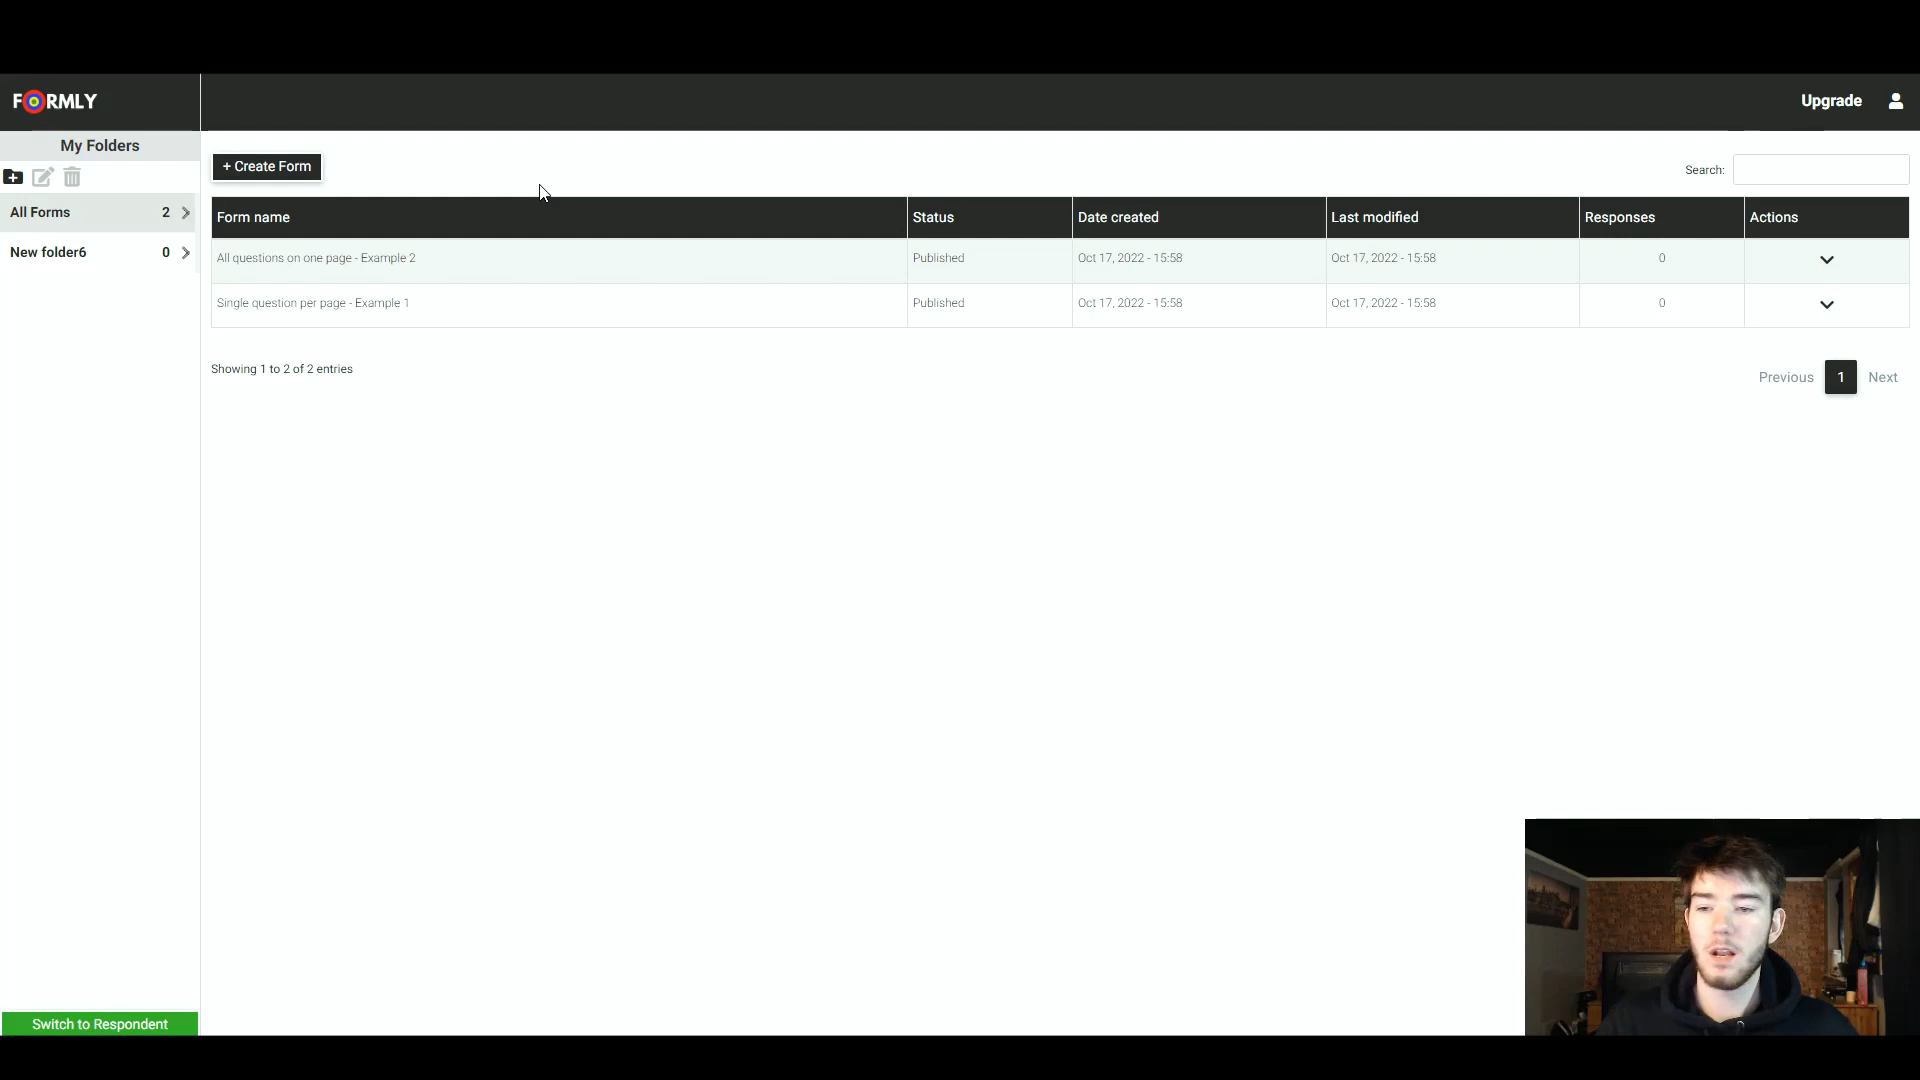 FORMLY
Upgrade
My Folders
+ Create Form
Search:
All Forms 2
New folder6 0
Form name Status Date created Last modified Responses Actions
All questions on one page - Example 2 Published Oct 17, 2022 - 15:58 Oct 17, 2022 - 15:58 0
Single question per page - Example 1 Published Oct 17, 2022 - 15:58 Oct 17, 2022 - 15:58 0
Showing 1 to 2 of 2 entries
Previous 1 Next
Switch to Respondent